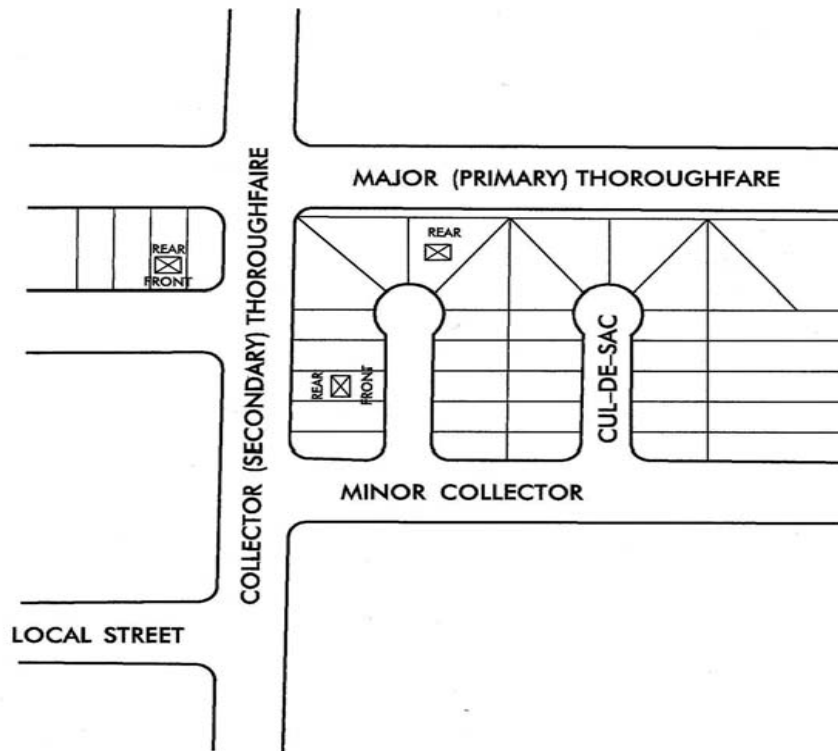 COLLECTOR (SECONDARY) THOROUGHFAIRE
MAJOR (PRIMARY) THOROUGHFARE
REAR
FRONT
REAR
REAR
FRONT
CUL-DE-SAC
MINOR COLLECTOR
LOCAL STREET